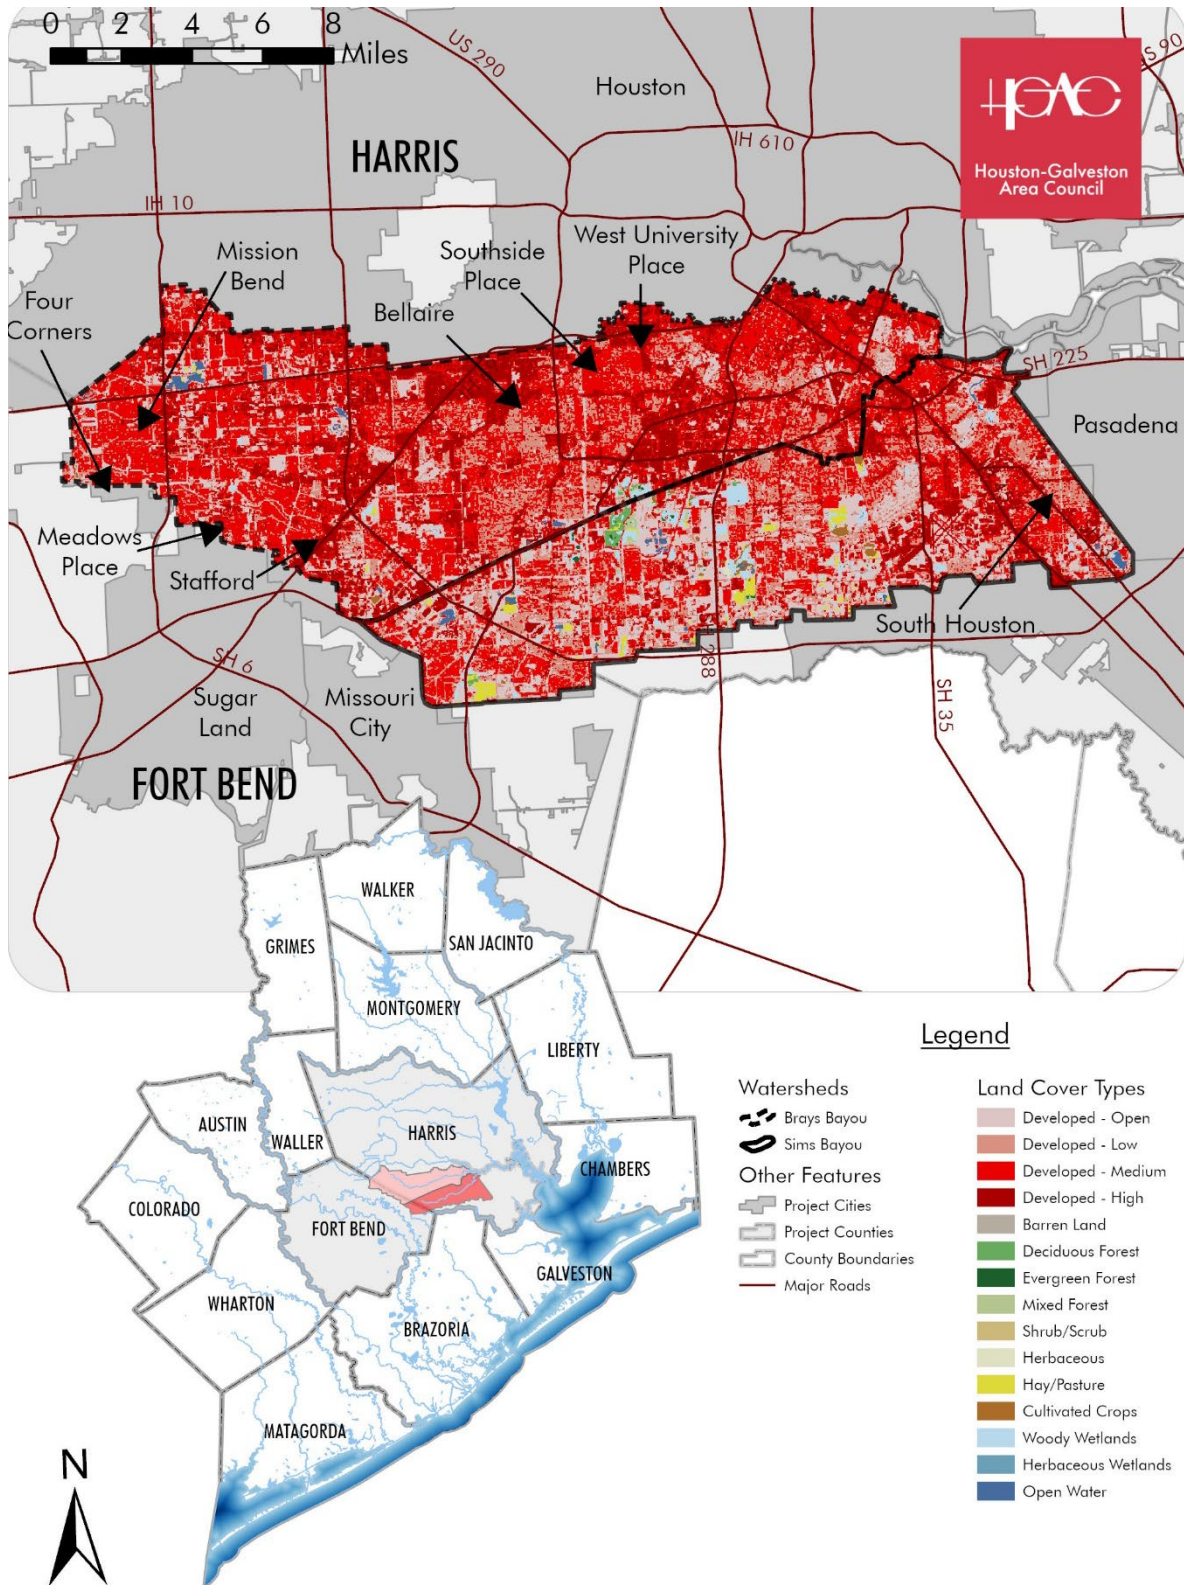 0 2 4 6 8
Miles
US 290
Houston
US 90
HGAC
Houston-Galveston
Area Council
IH 610
HARRIS
IH 10
Mission
Bend
Southside
Place
West University
Place
Four
Corners
Bellaire
SH 225
Pasadena
Meadows
Place
Stafford
South Houston
SH 6
SH 288
Sugar
Land
Missouri
City
SH 35
FORT BEND
WALKER
GRIMES
SAN JACINTO
MONTGOMERY
LIBERTY
AUSTIN
WALLER
HARRIS
CHAMBERS
COLORADO
FORT BEND
GALVESTON
WHARTON
BRAZORIA
MATAGORDA
N
Legend
Watersheds
Brays Bayou
Sims Bayou
Other Features
Project Cities
Project Counties
County Boundaries
Major Roads
Land Cover Types
Developed - Open
Developed - Low
Developed - Medium
Developed - High
Barren Land
Deciduous Forest
Evergreen Forest
Mixed Forest
Shrub/Scrub
Herbaceous
Hay/Pasture
Cultivated Crops
Woody Wetlands
Herbaceous Wetlands
Open Water